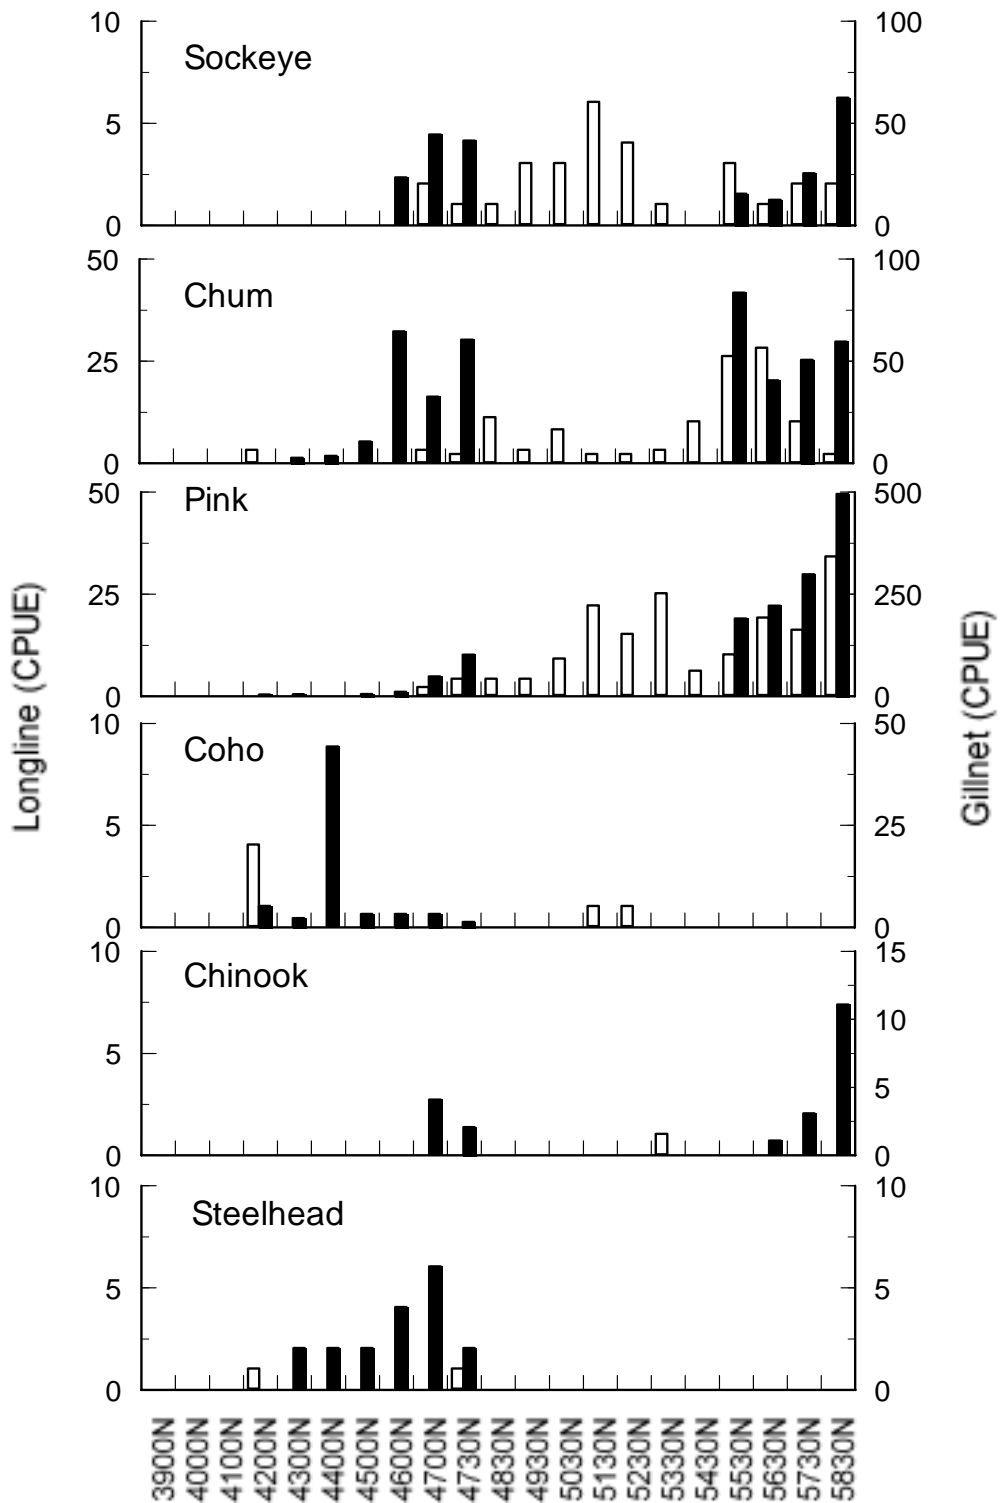 10
100
Sockeye
5
50
0
0
50
100
Chum
25
50
0
0
50
500
Pink
25
250
0
0
Longline (CPUE)
Gillnet (CPUE)
10
50
Coho
5
25
0
0
10
15
Chinook
10
5
5
0
0
10
10
Steelhead
5
5
0
0
3900N
4000N
4100N
4200N
4300N
4400N
4500N
4600N
4700N
4730N
4830N
4930N
5030N
5130N
5230N
5330N
5430N
5530N
5630N
5730N
5830N